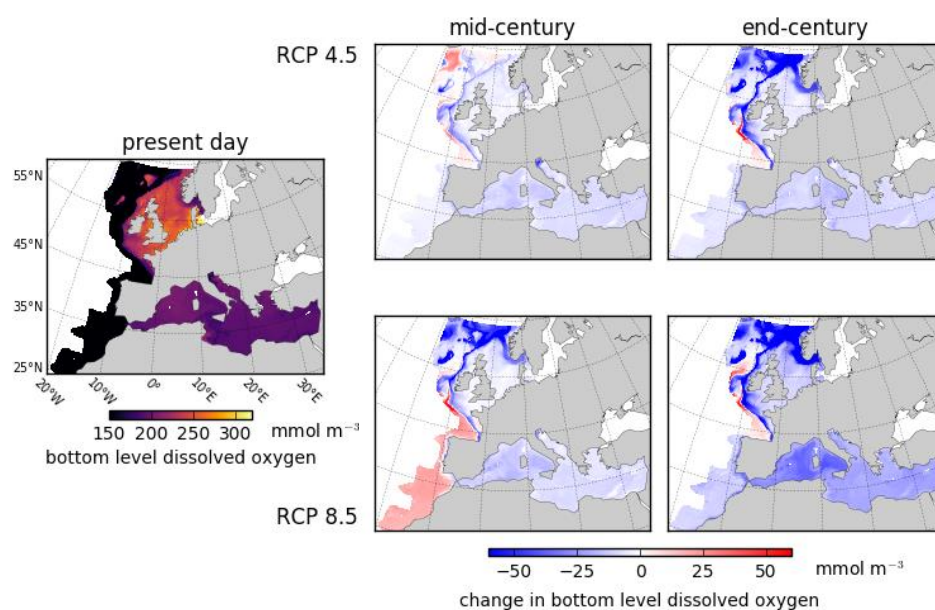 mid-century
end-century
RCP 4.5
present day
55°N
45°N
35°N
25°N
20°W
10°W
0°
10°E
20°E
30°E
150 200 250 300
mmol m⁻³
bottom level dissolved oxygen
RCP 8.5
−50 −25 0 25 50
mmol m⁻³
change in bottom level dissolved oxygen